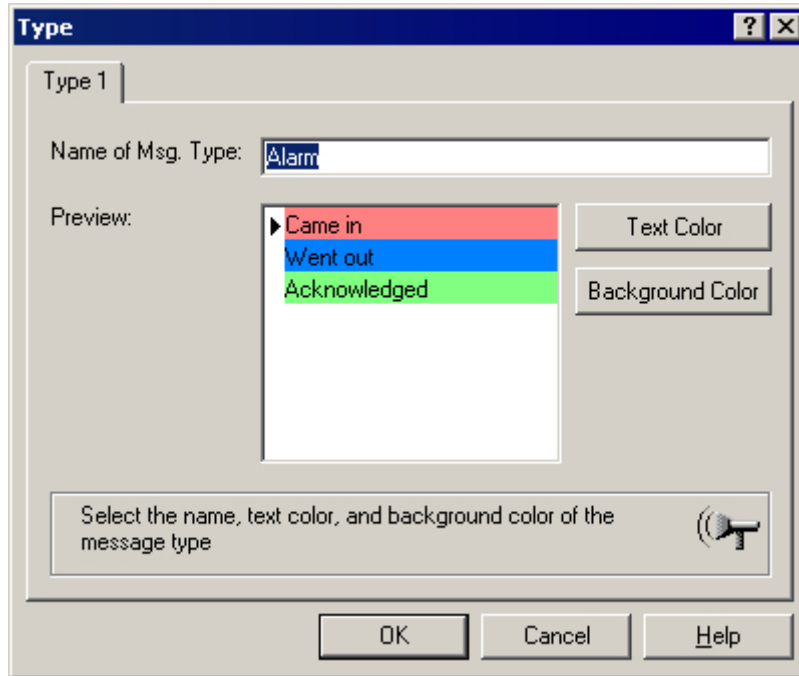 Type
Type 1
Name of Msg. Type: Alarm
Preview:
Came in
Went out
Acknowledged
Text Color
Background Color
Select the name, text color, and background color of the
message type
OK Cancel Help